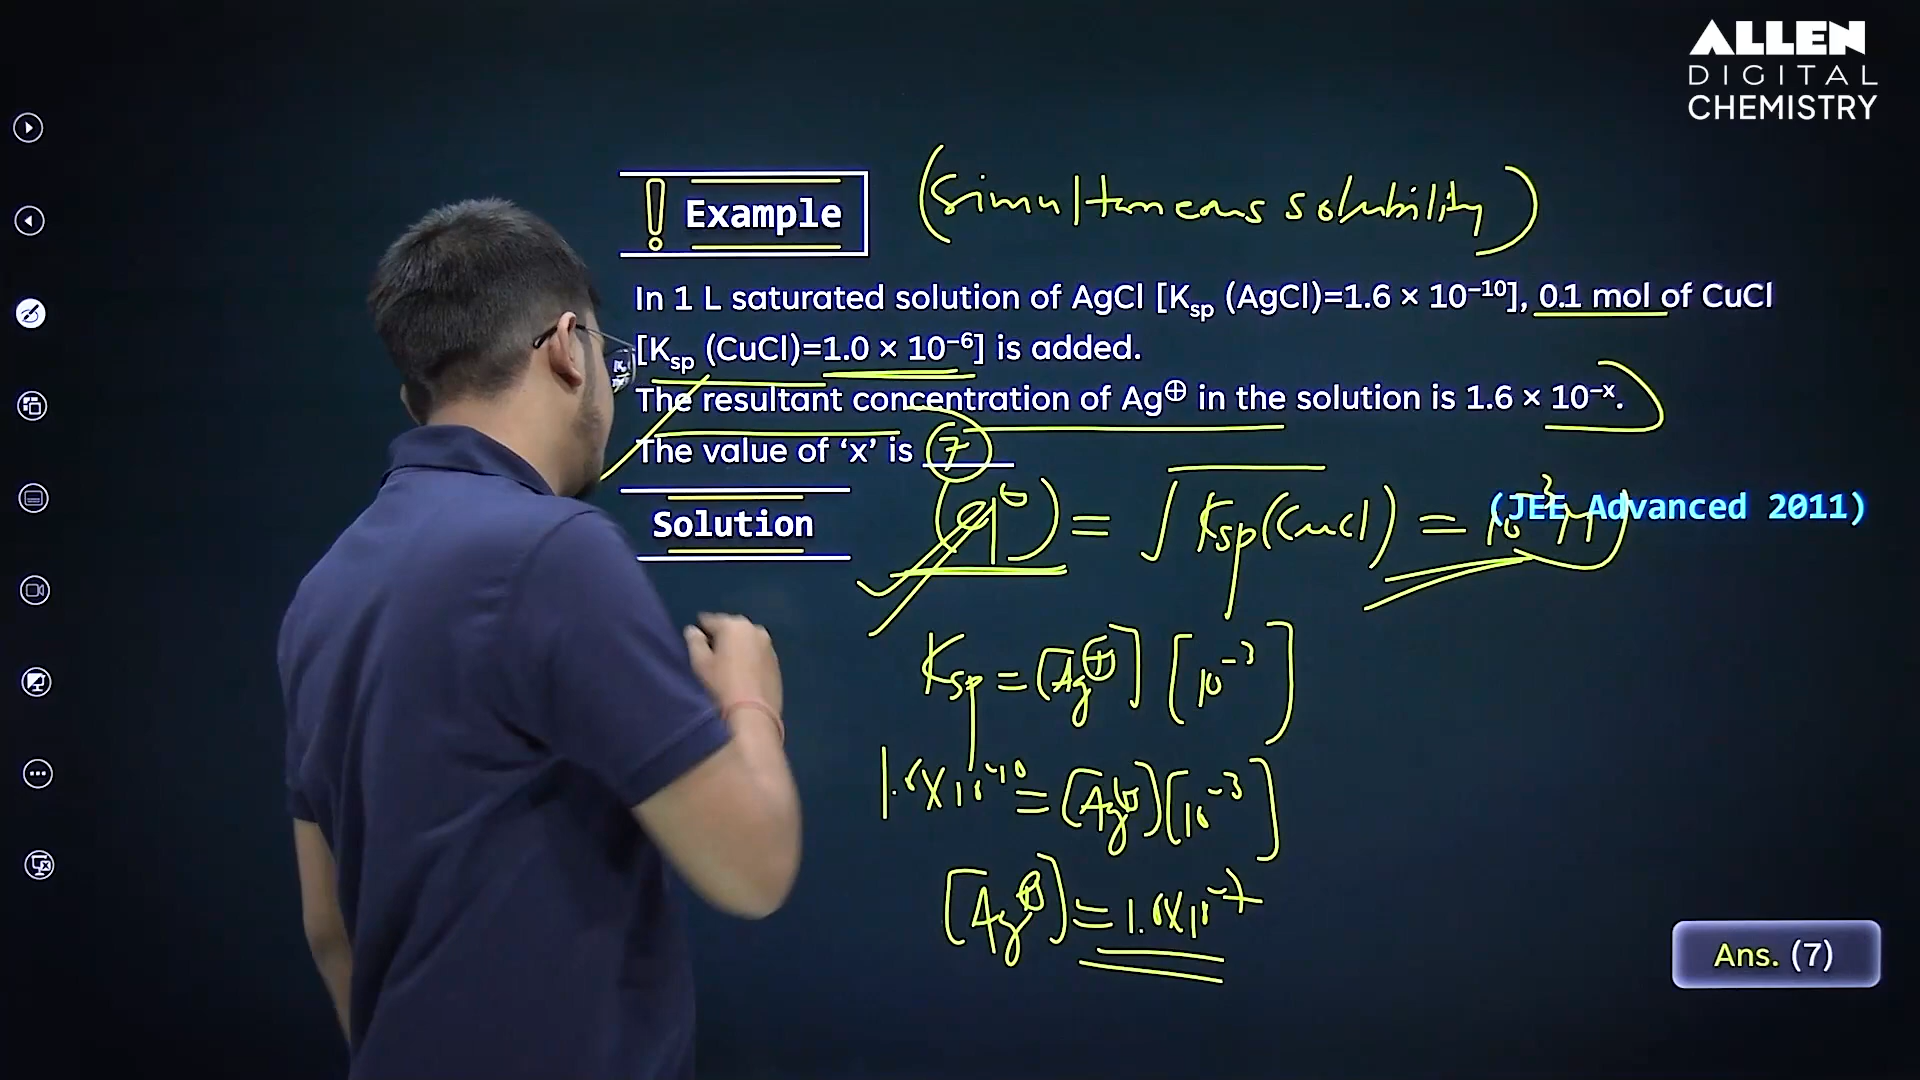 ALLEN
DIGITAL
CHEMISTRY
Example
(Simultaneous solubility)
In 1 L saturated solution of AgCl [Ksp (AgCl)=1.6 × 10⁻¹⁰], 0.1 mol of CuCl
[Ksp (CuCl)=1.0 × 10⁻⁶] is added.
The resultant concentration of Ag⊕ in the solution is 1.6 × 10⁻ˣ.
The value of ‘x’ is 7
(JEE Advanced 2011)
Solution
= √Ksp(CuCl) = 10⁻³M
Ksp = [Ag⊕] [10⁻³]
1.6×10⁻¹⁰ = [Ag⊕][10⁻³]
[Ag⊕] = 1.6×10⁻⁷
Ans. (7)